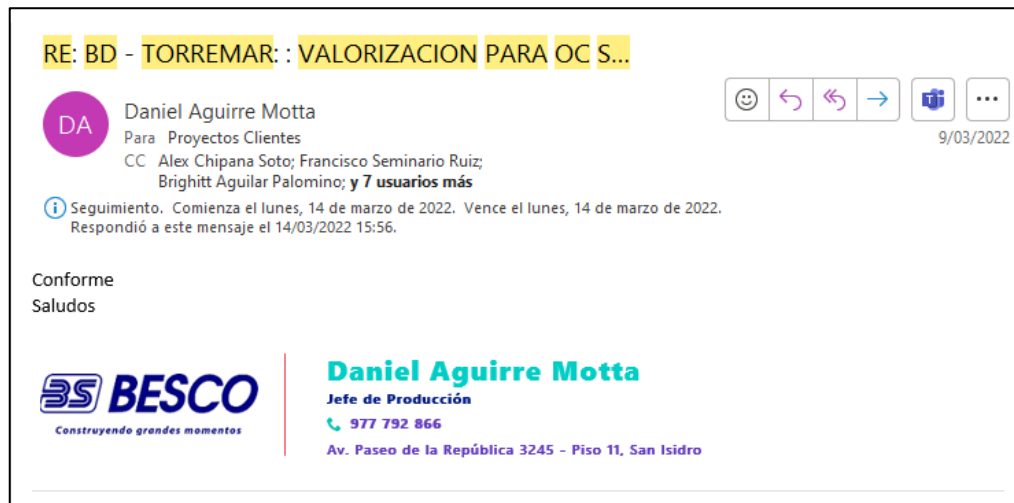 RE: BD - TORREMAR: : VALORIZACION PARA OC S...
DA
Daniel Aguirre Motta
Para Proyectos Clientes
CC Alex Chipana Soto; Francisco Seminario Ruiz;
Brighitt Aguilar Palomino; y 7 usuarios más
9/03/2022
Seguimiento. Comienza el lunes, 14 de marzo de 2022. Vence el lunes, 14 de marzo de 2022.
Respondió a este mensaje el 14/03/2022 15:56.
Conforme
Saludos
BS BESCO
Construyendo grandes momentos
Daniel Aguirre Motta
Jefe de Producción
977 792 866
Av. Paseo de la República 3245 - Piso 11, San Isidro